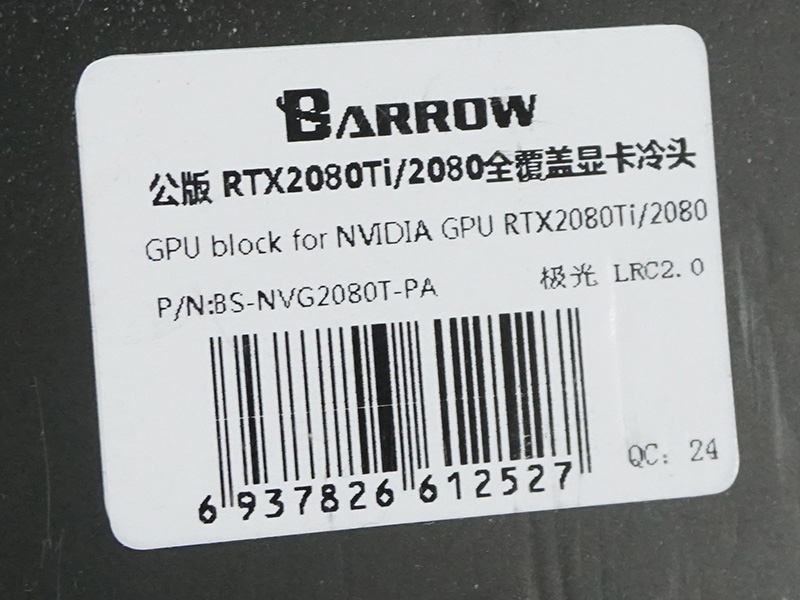 BARROW
公版 RTX2080Ti/2080全覆盖显卡冷头
GPU block for NVIDIA GPU RTX2080Ti/2080
P/N:BS-NVG2080T-PA
极光 LRC2.0
6 937826 612527
QC: 24